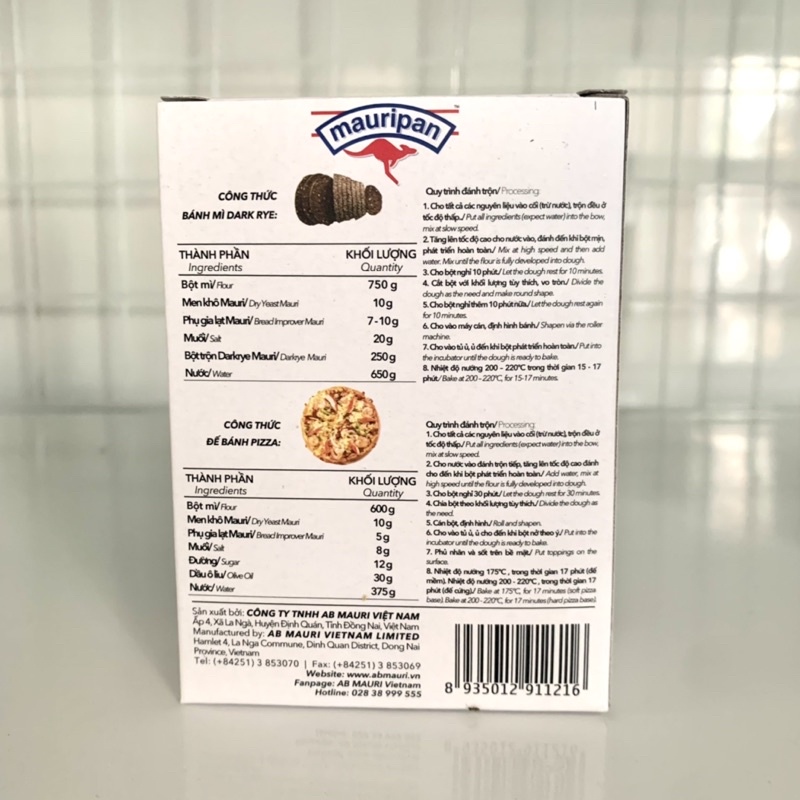 mauripan
CÔNG THỨC
BÁNH MÌ DARK RYE:
THÀNH PHẦN KHỐI LƯỢNG
Ingredients Quantity
Bột mì/ Flour 750 g
Men khô Mauri/ Dry Yeast Mauri 10g
Phụ gia lạt Mauri/ Bread Improver Mauri 7-10g
Muối/ Salt 20g
Bột trộn Darkrye Mauri/ Darkrye Mauri 250g
Nước/ Water 650g
Quy trình đánh trộn/ Processing:
1. Cho tất cả các nguyên liệu vào cối (trừ nước), trộn đều ở
tốc độ thấp./ Put all ingredients (expect water) into the bow,
mix at slow speed.
2. Tăng lên tốc độ cao cho nước vào, đánh đến khi bột mịn,
phát triển hoàn toàn./ Mix at high speed and then add
water. Mix until the flour is fully developed into dough.
3. Cho bột nghỉ 10 phút./ Let the dough rest for 10 minutes.
4. Cắt bột với khối lượng tùy thích, vo tròn./ Divide the
dough as the need and make round shape.
5. Cho bột nghỉ thêm 10 phút nữa./ Let the dough rest again
for 10 minutes.
6. Cho vào máy cán, định hình bánh./ Shapen via the roller
machine.
7. Cho vào tủ ủ, ủ đến khi bột phát triển hoàn toàn./ Put into
the incubator until the dough is ready to bake.
8. Nhiệt độ nướng 200 - 220°C trong thời gian 15 - 17
phút/ Bake at 200 - 220°C, for 15-17 minutes.
CÔNG THỨC
ĐẾ BÁNH PIZZA:
THÀNH PHẦN KHỐI LƯỢNG
Ingredients Quantity
Bột mì/ Flour 600g
Men khô Mauri/ Dry Yeast Mauri 10g
Phụ gia lạt Mauri/ Bread Improver Mauri 5g
Muối/ Salt 8g
Đường/ Sugar 12g
Dầu ô liu/ Olive Oil 30g
Nước/ Water 375g
Quy trình đánh trộn/ Processing:
1. Cho tất cả các nguyên liệu vào cối (trừ nước), trộn đều ở
tốc độ thấp./ Put all ingredients (expect water) into the bow,
mix at slow speed.
2. Cho nước vào đánh trộn tiếp, tăng lên tốc độ cao đánh
cho đến khi bột phát triển hoàn toàn./ Add water, mix at
high speed until the flour is fully developed into dough.
3. Cho bột nghỉ 30 phút./ Let the dough rest for 30 minutes.
4. Chia bột theo khối lượng tùy thích./ Divide the dough as
the need.
5. Cán bột, định hình./ Roll and shapen.
6. Cho vào tủ ủ, ủ cho đến khi bột nở theo ý./ Put into the
incubator until the dough is ready to bake.
7. Phủ nhân và sốt trên bề mặt./ Put toppings on the
surface.
8. Nhiệt độ nướng 175°C, trong thời gian 17 phút (đế
mềm). Nhiệt độ nướng 200 - 220°C, trong thời gian 17
phút (đế cứng)./ Bake at 175°C, for 17 minutes (soft pizza
base). Bake at 200 - 220°C, for 17 minutes (hard pizza base).
Sản xuất bởi: CÔNG TY TNHH AB MAURI VIỆT NAM
Ấp 4, Xã La Ngà, Huyện Định Quán, Tỉnh Đồng Nai, Việt Nam
Manufactured by: AB MAURI VIETNAM LIMITED
Hamlet 4, La Nga Commune, Dinh Quan District, Dong Nai
Province, Vietnam
Tel: (+84251) 3 853070 | Fax: (+84251) 3 853069
Website: www.abmauri.vn
Fanpage: AB MAURI Vietnam
Hotline: 028 38 999 555
8 935012 911216